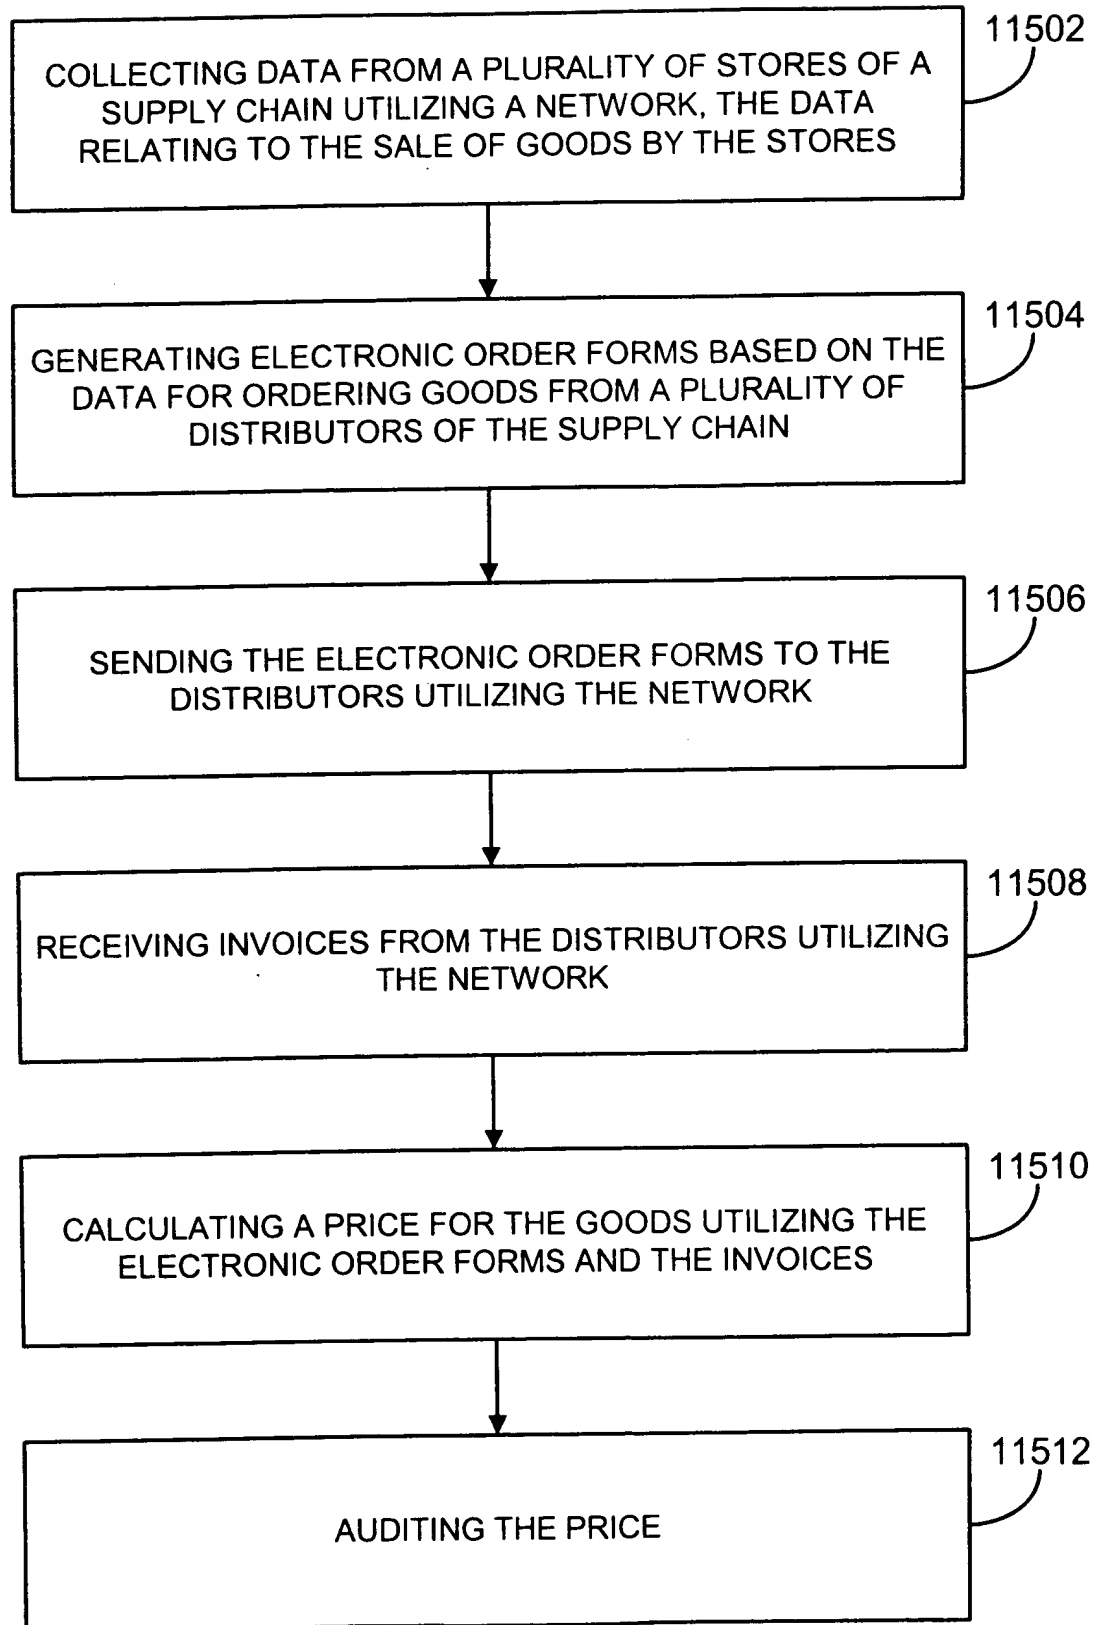 11502
COLLECTING DATA FROM A PLURALITY OF STORES OF A
SUPPLY CHAIN UTILIZING A NETWORK, THE DATA
RELATING TO THE SALE OF GOODS BY THE STORES
11504
GENERATING ELECTRONIC ORDER FORMS BASED ON THE
DATA FOR ORDERING GOODS FROM A PLURALITY OF
DISTRIBUTORS OF THE SUPPLY CHAIN
11506
SENDING THE ELECTRONIC ORDER FORMS TO THE
DISTRIBUTORS UTILIZING THE NETWORK
11508
RECEIVING INVOICES FROM THE DISTRIBUTORS UTILIZING
THE NETWORK
11510
CALCULATING A PRICE FOR THE GOODS UTILIZING THE
ELECTRONIC ORDER FORMS AND THE INVOICES
11512
AUDITING THE PRICE